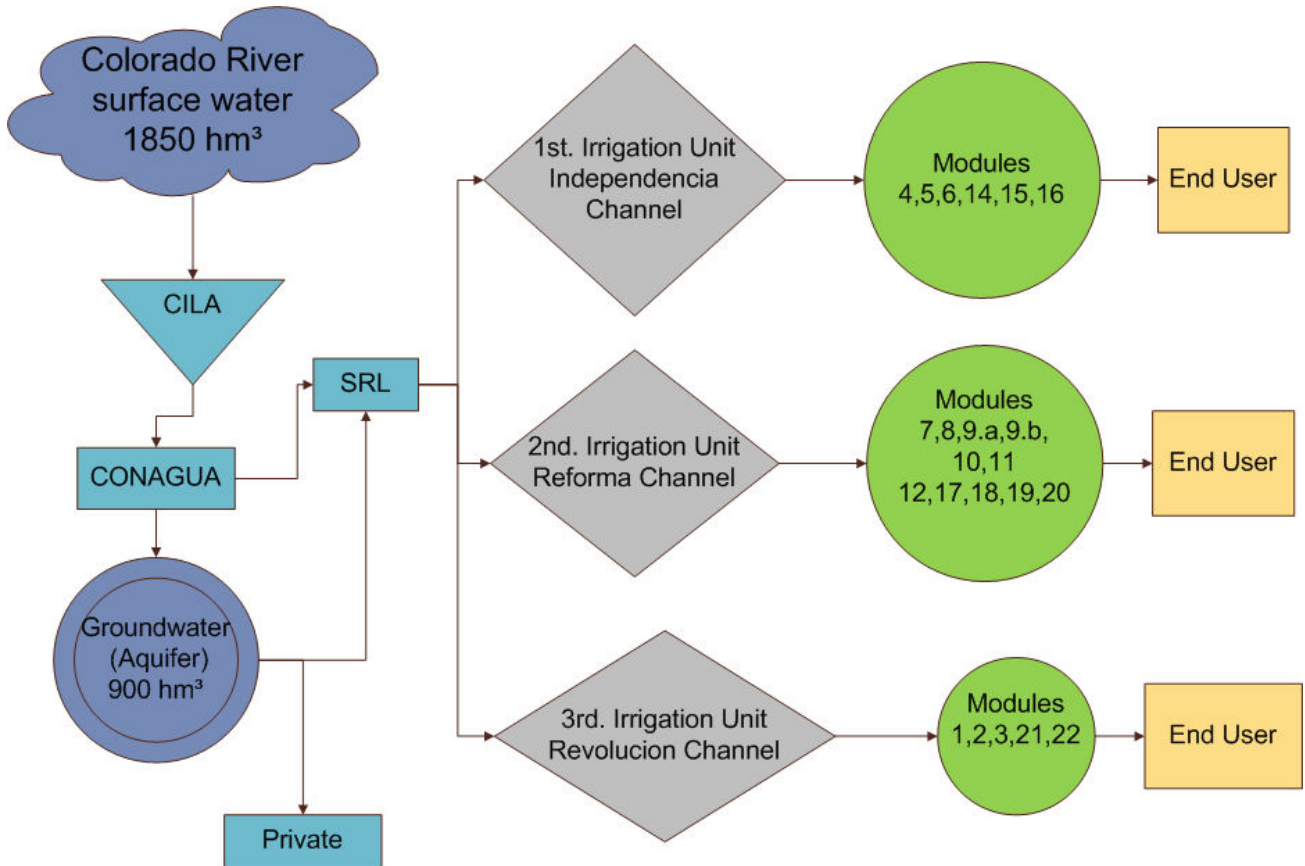 Colorado River
surface water
1850 hm³
CILA
CONAGUA
Groundwater
(Aquifer)
900 hm³
Private
SRL
1st. Irrigation Unit
Independencia
Channel
Modules
4,5,6,14,15,16
End User
2nd. Irrigation Unit
Reforma Channel
Modules
7,8,9.a,9.b,
10,11
12,17,18,19,20
End User
3rd. Irrigation Unit
Revolucion Channel
Modules
1,2,3,21,22
End User